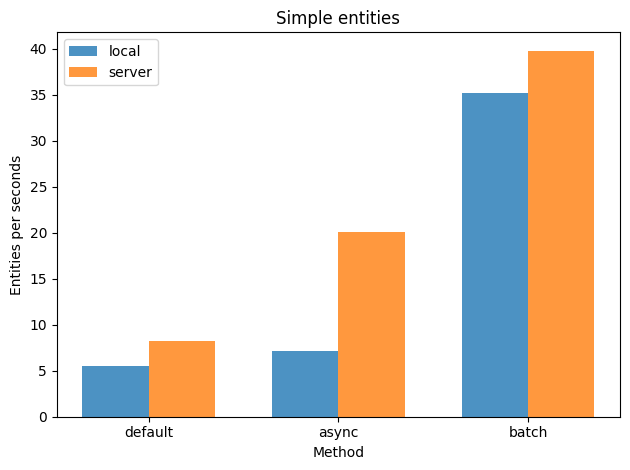 Simple entities
local
server
Entities per seconds
40
35
30
25
20
15
10
5
0
default
async
batch
Method